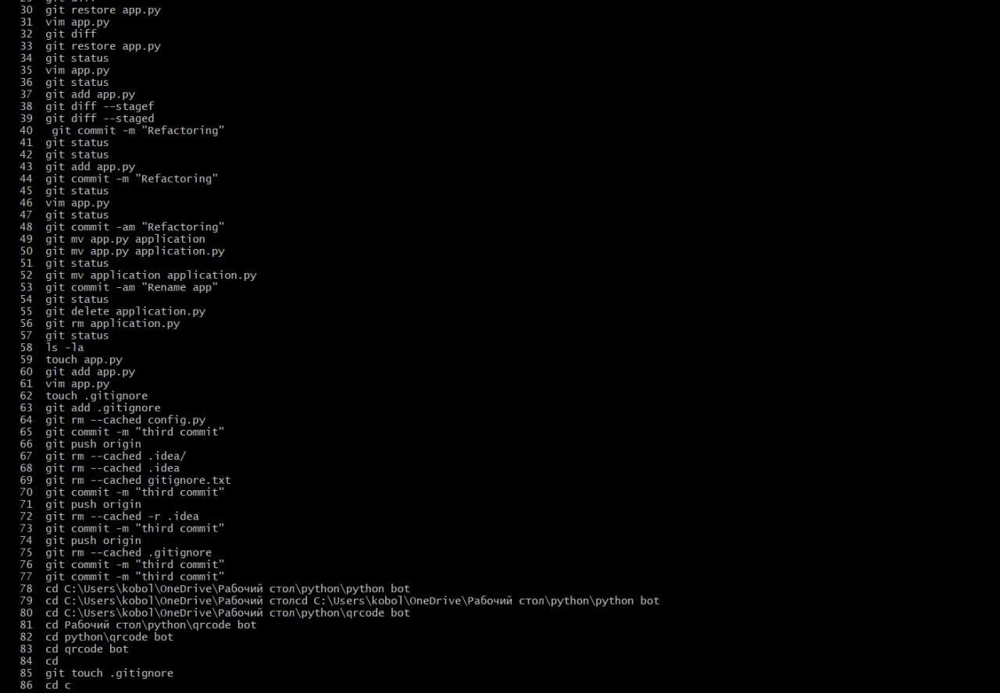 29 git diff
30 git restore app.py
31 vim app.py
32 git diff
33 git restore app.py
34 git status
35 vim app.py
36 git status
37 git add app.py
38 git diff --stagef
39 git diff --staged
40  git commit -m "Refactoring"
41 git status
42 git status
43 git add app.py
44 git commit -m "Refactoring"
45 git status
46 vim app.py
47 git status
48 git commit -am "Refactoring"
49 git mv app.py application
50 git mv app.py application.py
51 git status
52 git mv application application.py
53 git commit -am "Rename app"
54 git status
55 git delete application.py
56 git rm application.py
57 git status
58 ls -la
59 touch app.py
60 git add app.py
61 vim app.py
62 touch .gitignore
63 git add .gitignore
64 git rm --cached config.py
65 git commit -m "third commit"
66 git push origin
67 git rm --cached .idea/
68 git rm --cached .idea
69 git rm --cached gitignore.txt
70 git commit -m "third commit"
71 git push origin
72 git rm --cached -r .idea
73 git commit -m "third commit"
74 git push origin
75 git rm --cached .gitignore
76 git commit -m "third commit"
77 git commit -m "third commit"
78 cd C:\Users\kobol\OneDrive\Рабочий стол\python\python bot
79 cd C:\Users\kobol\OneDrive\Рабочий столcd C:\Users\kobol\OneDrive\Рабочий стол\python\python bot
80 cd C:\Users\kobol\OneDrive\Рабочий стол\python\qrcode bot
81 cd Рабочий стол\python\qrcode bot
82 cd python\qrcode bot
83 cd qrcode bot
84 cd
85 git touch .gitignore
86 cd c